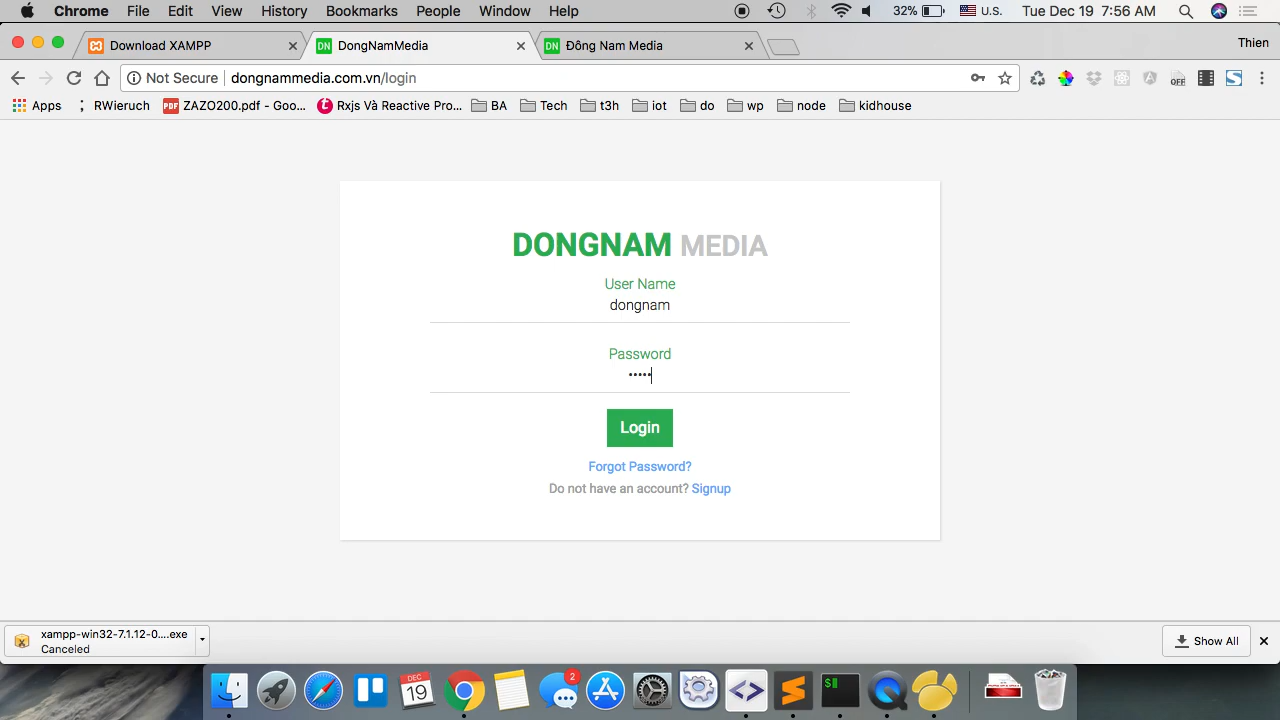 Chrome File Edit View History Bookmarks People Window Help 32% U.S. Tue Dec 19 7:56 AM
Download XAMPP DN DongNamMedia DN Đông Nam Media Thien
Not Secure dongnammedia.com.vn/login
Apps ; RWieruch PDF ZAZO200.pdf - Goo... t Rxjs Và Reactive Pro... BA Tech t3h iot do wp node kidhouse
OFF
DONGNAM MEDIA
User Name
dongnam
Password
•••••
Login
Forgot Password?
Do not have an account? Signup
xampp-win32-7.1.12-0....exe
Canceled
Show All
DEC
19
2
$